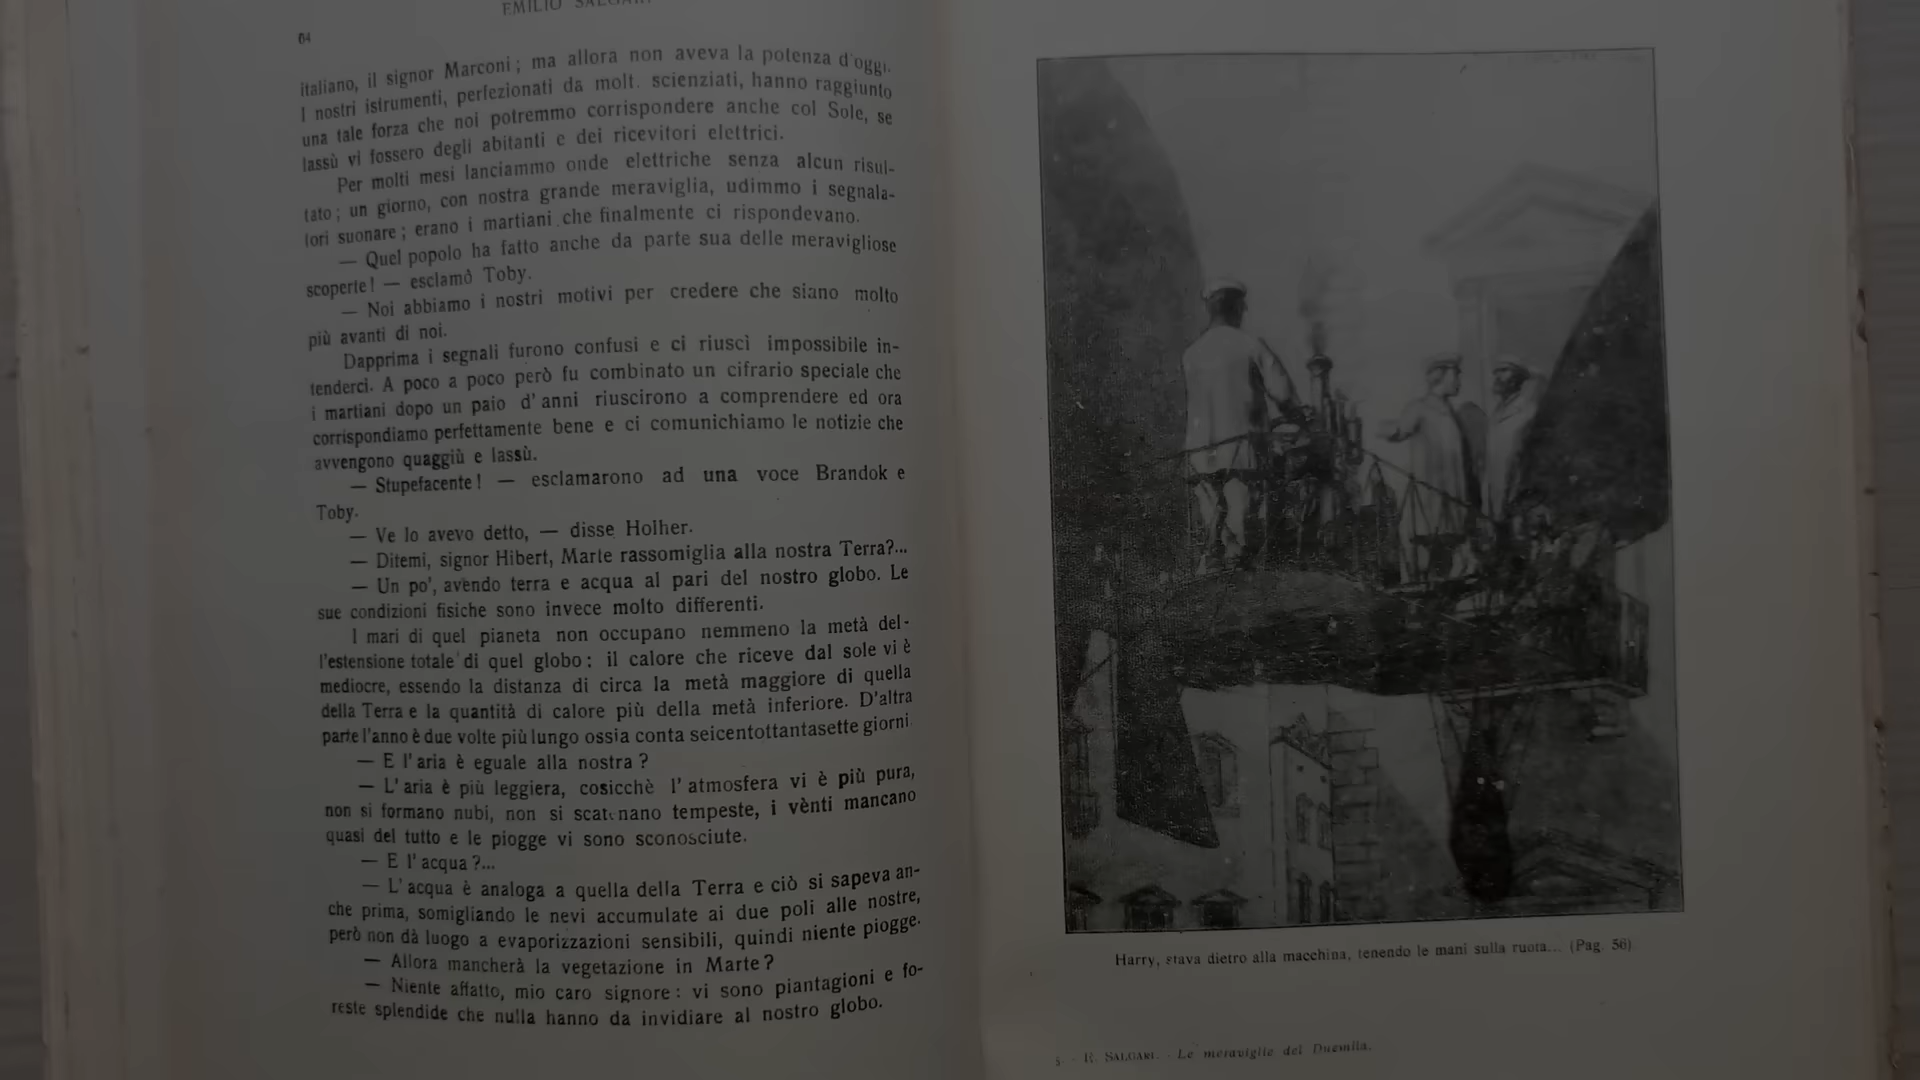 EMILIO SALGARI
64
italiano, il signor Marconi; ma allora non aveva la potenza d'oggi.
I nostri istrumenti, perfezionati da molt. scienziati, hanno raggiunto
una tale forza che noi potremmo corrispondere anche col Sole, se
lassù vi fossero degli abitanti e dei ricevitori elettrici.
Per molti mesi lanciammo onde elettriche senza alcun risul-
tato; un giorno, con nostra grande meraviglia, udimmo i segnala-
tori suonare; erano i martiani che finalmente ci rispondevano.
— Quel popolo ha fatto anche da parte sua delle meravigliose
scoperte! — esclamò Toby.
— Noi abbiamo i nostri motivi per credere che siano molto
più avanti di noi.
Dapprima i segnali furono confusi e ci riuscì impossibile in-
tenderci. A poco a poco però fu combinato un cifrario speciale che
i martiani dopo un paio d'anni riuscirono a comprendere ed ora
corrispondiamo perfettamente bene e ci comunichiamo le notizie che
avvengono quaggiù e lassù.
— Stupefacente! — esclamarono ad una voce Brandok e
Toby.
— Ve lo avevo detto, — disse Holher.
— Ditemi, signor Hibert, Marte rassomiglia alla nostra Terra?...
— Un po', avendo terra e acqua al pari del nostro globo. Le
sue condizioni fisiche sono invece molto differenti.
I mari di quel pianeta non occupano nemmeno la metà del-
l'estensione totale di quel globo: il calore che riceve dal sole vi è
mediocre, essendo la distanza di circa la metà maggiore di quella
della Terra e la quantità di calore più della metà inferiore. D'altra
parte l'anno è due volte più lungo ossia conta seicentottantasette giorni.
— E l'aria è eguale alla nostra?
— L'aria è più leggiera, cosicchè l'atmosfera vi è più pura,
non si formano nubi, non si scatenano tempeste, i vènti mancano
quasi del tutto e le piogge vi sono sconosciute.
— E l'acqua?...
— L'acqua è analoga a quella della Terra e ciò si sapeva an-
che prima, somigliando le nevi accumulate ai due poli alle nostre,
però non dà luogo a evaporizzazioni sensibili, quindi niente piogge.
— Allora mancherà la vegetazione in Marte?
— Niente affatto, mio caro signore: vi sono piantagioni e fo-
reste splendide che nulla hanno da invidiare al nostro globo.
Harry, stava dietro alla macchina, tenendo le mani sulla ruota... (Pag. 56)
5. - E. SALGARI. - Le meraviglie del Duemila.